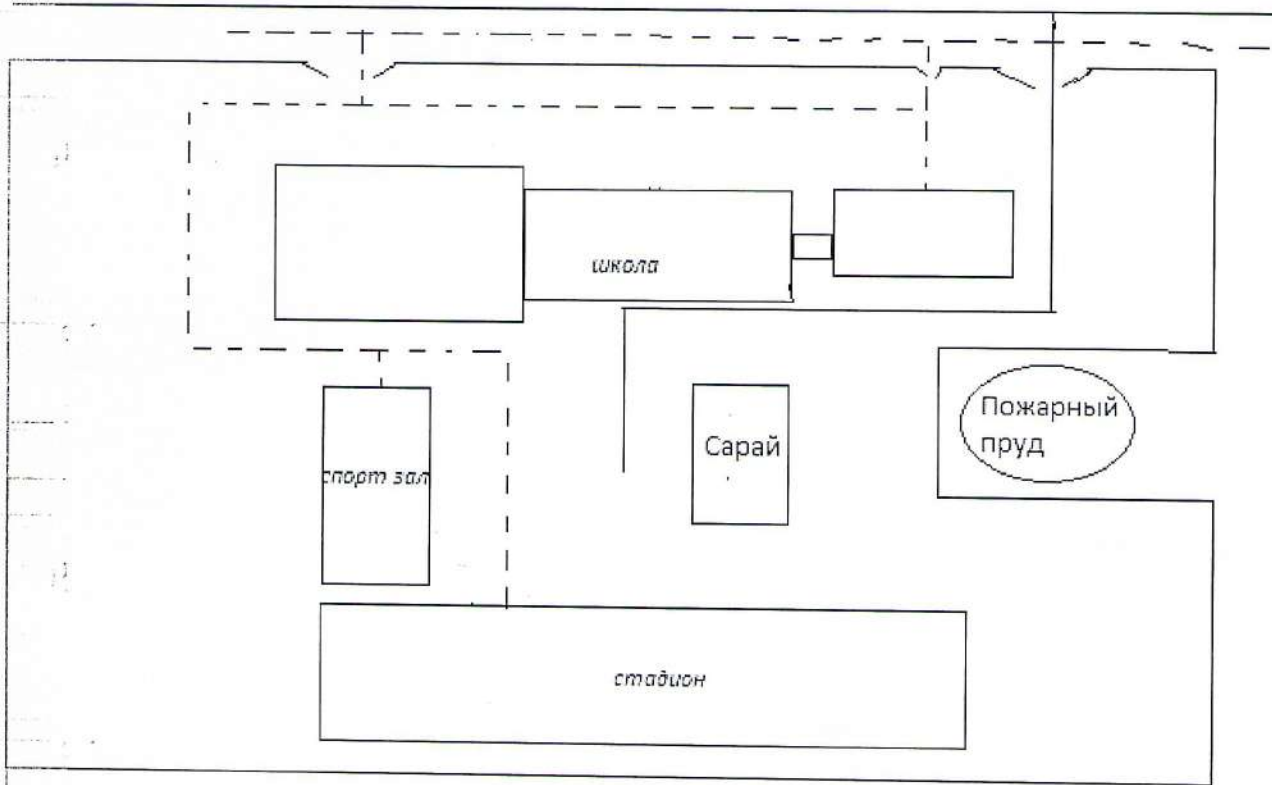 школа
Пожарный
пруд
Сарай
спорт зал
стадион